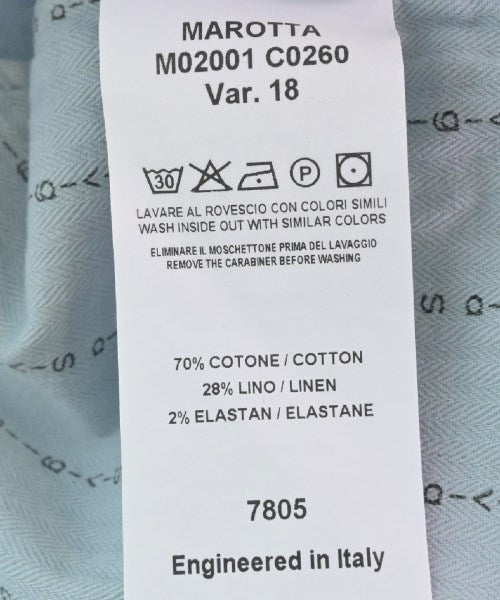 MAROTTA
M02001 C0260
Var. 18
30 P
LAVARE AL ROVESCIO CON COLORI SIMILI
WASH INSIDE OUT WITH SIMILAR COLORS
ELIMINARE IL MOSCHETTONE PRIMA DEL LAVAGGIO
REMOVE THE CARABINER BEFORE WASHING
70% COTONE / COTTON
28% LINO / LINEN
2% ELASTAN / ELASTANE
7805
Engineered in Italy